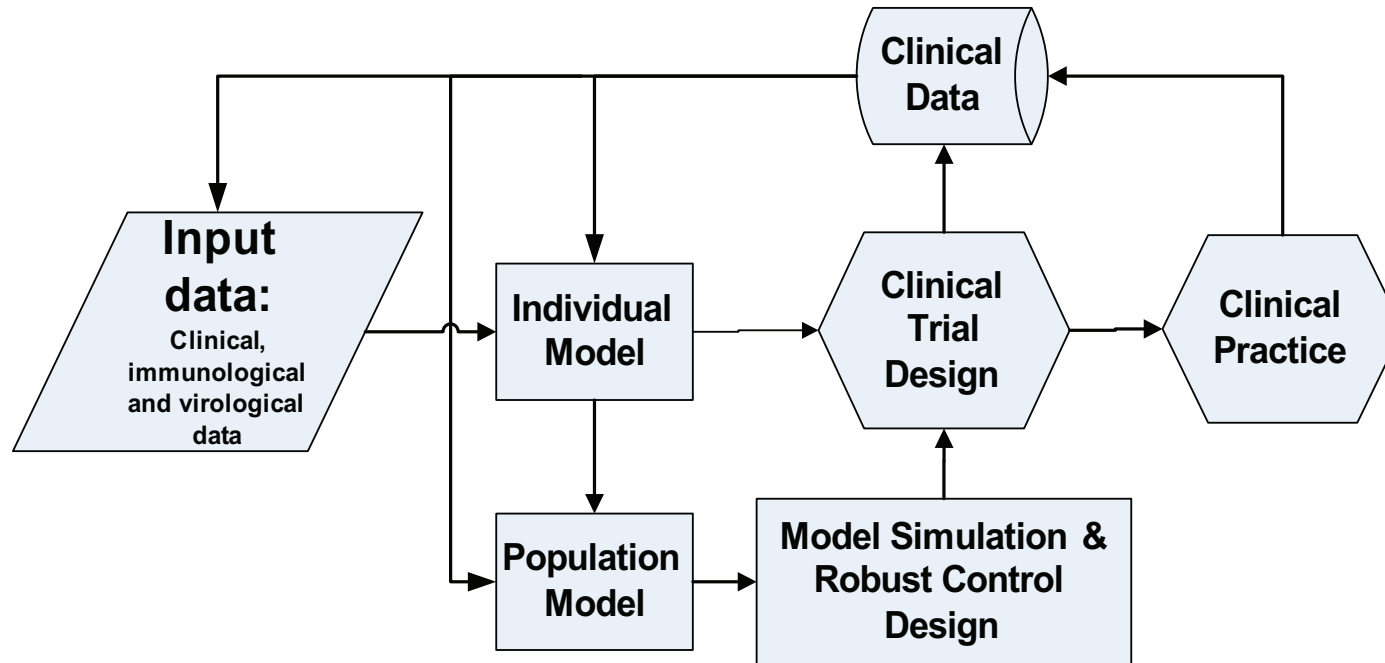 Clinical
Data
Input
data:
Clinical,
immunological
and virological
data
Individual
Model
Clinical
Trial
Design
Clinical
Practice
Population
Model
Model Simulation &
Robust Control
Design